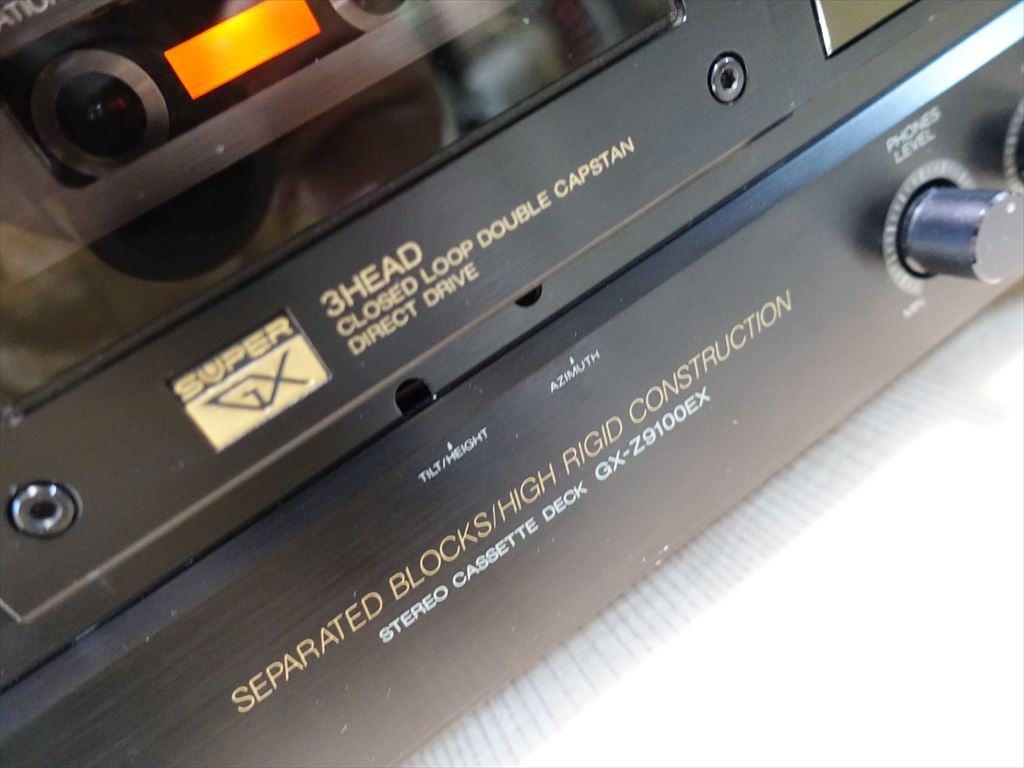 SUPER
GX
3HEAD
CLOSED LOOP DOUBLE CAPSTAN
DIRECT DRIVE
TILT/HEIGHT
AZIMUTH
PHONES
LEVEL
SEPARATED BLOCKS/HIGH RIGID CONSTRUCTION
STEREO CASSETTE DECK GX-Z9100EX